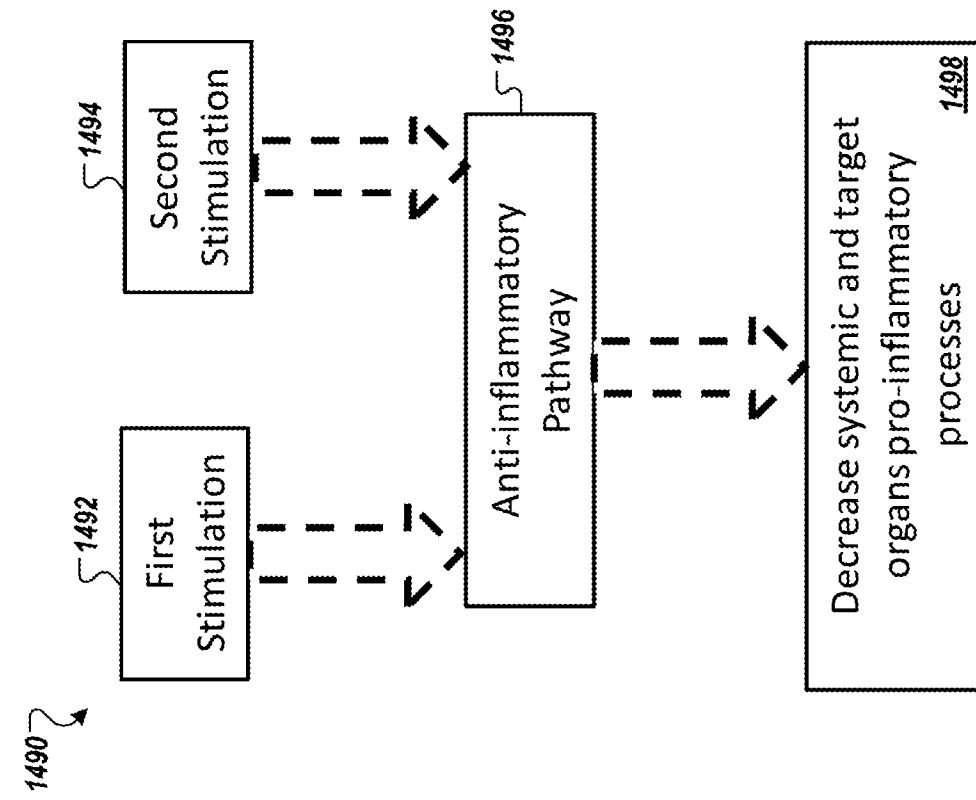 1490
1492
First
Stimulation
1494
Second
Stimulation
1496
Anti-inflammatory
Pathway
Decrease systemic and target
organs pro-inflammatory
processes
1498